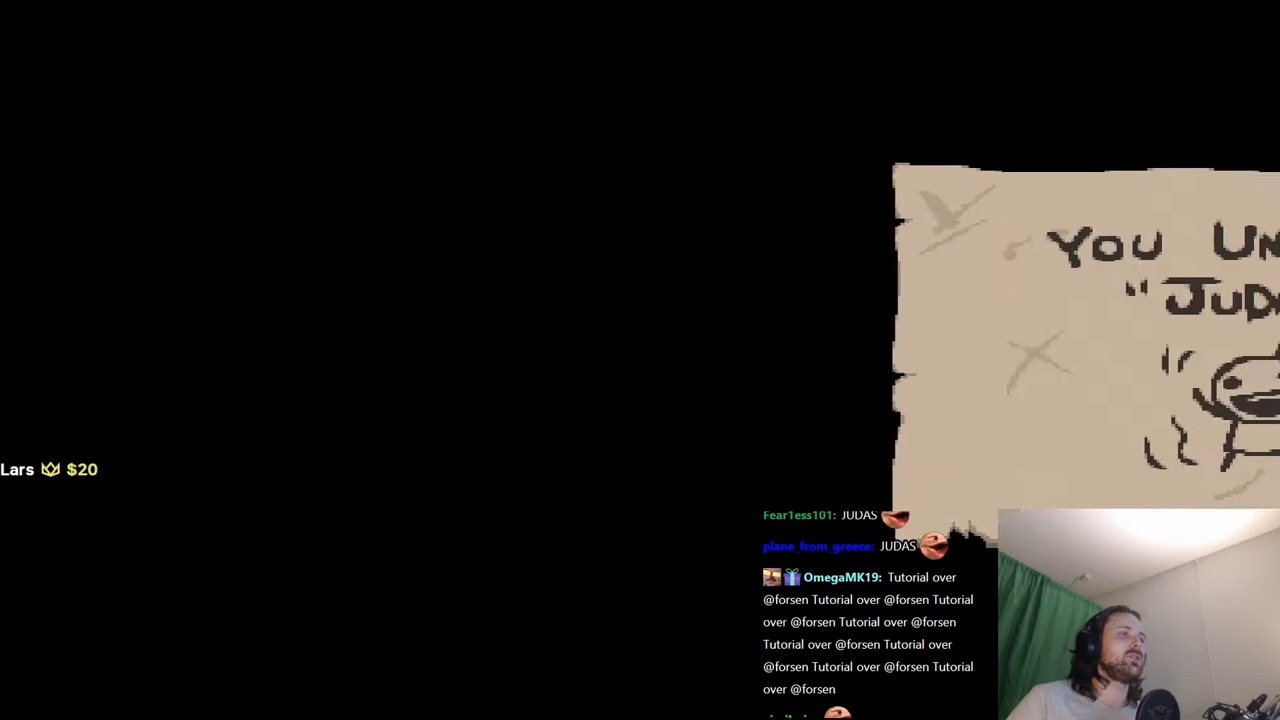 YOU UN
"JUD
Lars $20
Fear1ess101: JUDAS
plane_from_greece: JUDAS
OmegaMK19: Tutorial over
@forsen Tutorial over @forsen Tutorial
over @forsen Tutorial over @forsen
Tutorial over @forsen Tutorial over
@forsen Tutorial over @forsen Tutorial
over @forsen